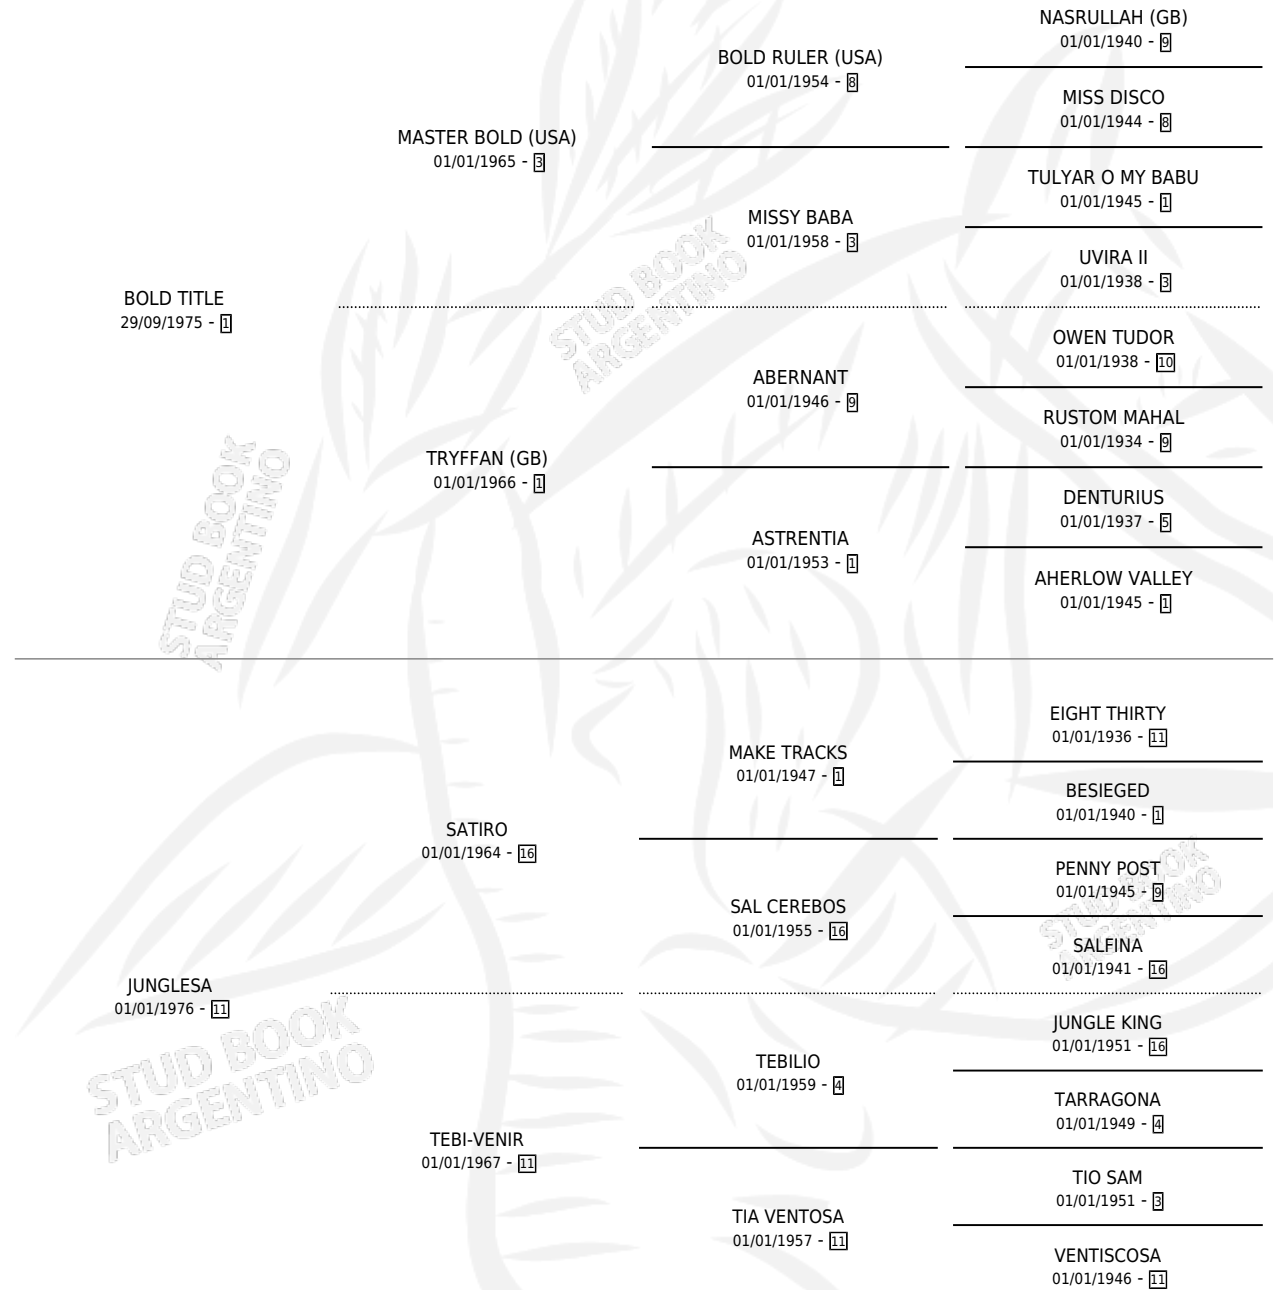 NASRULLAH (GB)
01/01/1940 - 9
BOLD RULER (USA)
01/01/1954 - 8
MISS DISCO
01/01/1944 - 8
MASTER BOLD (USA)
01/01/1965 - 3
TULYAR O MY BABU
01/01/1945 - 1
MISSY BABA
01/01/1958 - 3
UVIRA II
01/01/1938 - 3
BOLD TITLE
29/09/1975 - 1
OWEN TUDOR
01/01/1938 - 10
ABERNANT
01/01/1946 - 9
RUSTOM MAHAL
01/01/1934 - 9
TRYFFAN (GB)
01/01/1966 - 1
DENTURIUS
01/01/1937 - 5
ASTRENTIA
01/01/1953 - 1
AHERLOW VALLEY
01/01/1945 - 1
STUD BOOK
ARGENTINO
STUD BOOK
ARGENTINO
EIGHT THIRTY
01/01/1936 - 11
MAKE TRACKS
01/01/1947 - 1
BESIEGED
01/01/1940 - 1
SATIRO
01/01/1964 - 16
PENNY POST
01/01/1945 - 9
SAL CEREBOS
01/01/1955 - 16
SALFINA
01/01/1941 - 16
JUNGLESA
01/01/1976 - 11
JUNGLE KING
01/01/1951 - 16
TEBILIO
01/01/1959 - 4
TARRAGONA
01/01/1949 - 4
TEBI-VENIR
01/01/1967 - 11
TIO SAM
01/01/1951 - 3
TIA VENTOSA
01/01/1957 - 11
VENTISCOSA
01/01/1946 - 11
STUD BOOK
ARGENTINO
STUD BOOK
ARGENTINO